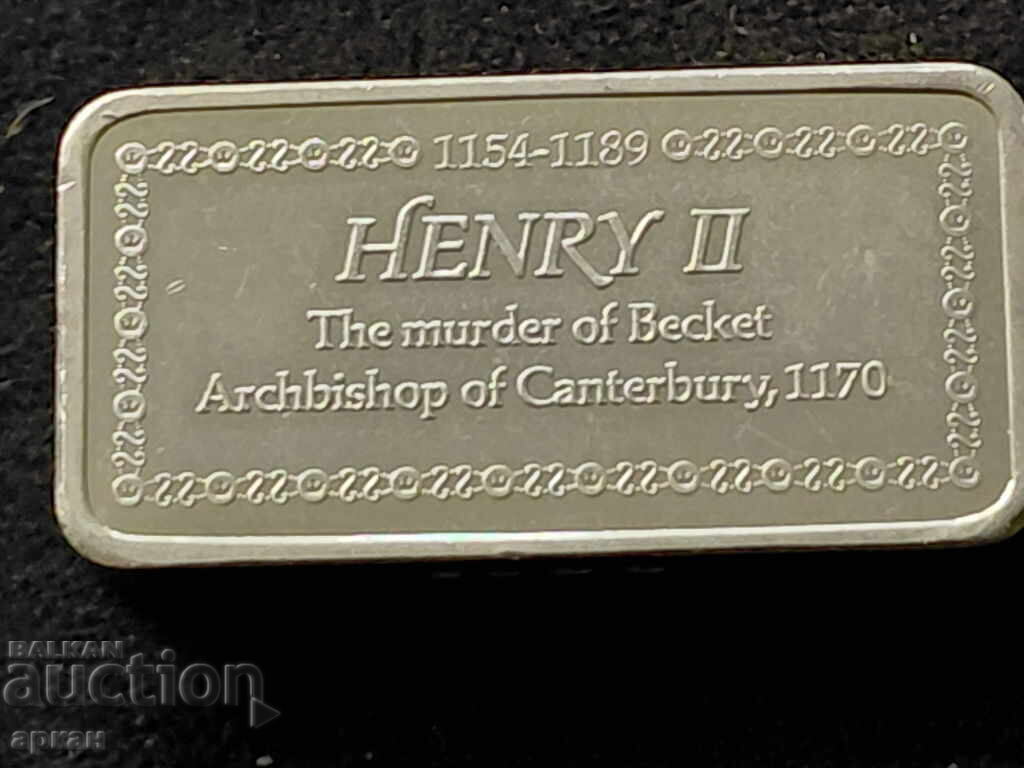 1154-1189
HENRY II
The murder of Becket
Archbishop of Canterbury, 1170
BALKAN
auction
аркан